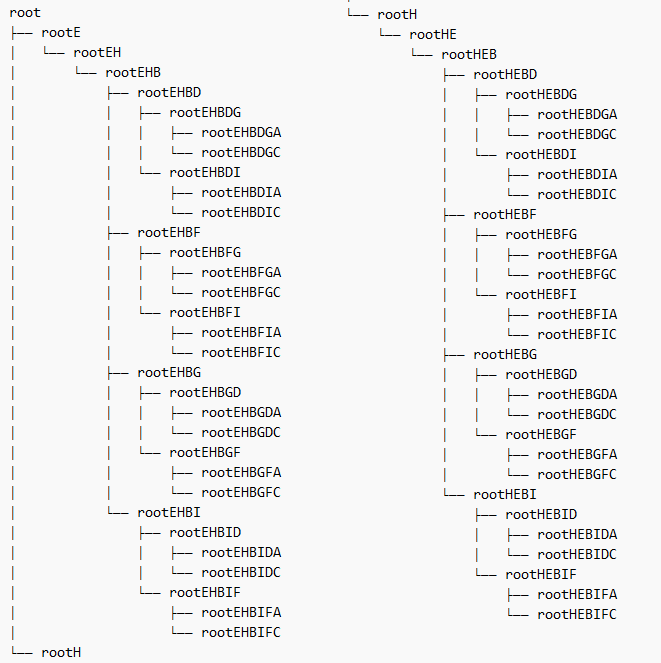 root
├── rootE
│   └── rootEH
│       └── rootEHB
│           ├── rootEHBD
│           │   ├── rootEHBDG
│           │   │   ├── rootEHBDGA
│           │   │   └── rootEHBDGC
│           │   └── rootEHBDI
│           │       ├── rootEHBDIA
│           │       └── rootEHBDIC
│           ├── rootEHBF
│           │   ├── rootEHBFG
│           │   │   ├── rootEHBFGA
│           │   │   └── rootEHBFGC
│           │   └── rootEHBFI
│           │       ├── rootEHBFIA
│           │       └── rootEHBFIC
│           ├── rootEHBG
│           │   ├── rootEHBGD
│           │   │   ├── rootEHBGDA
│           │   │   └── rootEHBGDC
│           │   └── rootEHBGF
│           │       ├── rootEHBGFA
│           │       └── rootEHBGFC
│           └── rootEHBI
│               ├── rootEHBID
│               │   ├── rootEHBIDA
│               │   └── rootEHBIDC
│               └── rootEHBIF
│                   ├── rootEHBIFA
│                   └── rootEHBIFC
└── rootH
└── rootH
    └── rootHE
        └── rootHEB
            ├── rootHEBD
            │   ├── rootHEBDG
            │   │   ├── rootHEBDGA
            │   │   └── rootHEBDGC
            │   └── rootHEBDI
            │       ├── rootHEBDIA
            │       └── rootHEBDIC
            ├── rootHEBF
            │   ├── rootHEBFG
            │   │   ├── rootHEBFGA
            │   │   └── rootHEBFGC
            │   └── rootHEBFI
            │       ├── rootHEBFIA
            │       └── rootHEBFIC
            ├── rootHEBG
            │   ├── rootHEBGD
            │   │   ├── rootHEBGDA
            │   │   └── rootHEBGDC
            │   └── rootHEBGF
            │       ├── rootHEBGFA
            │       └── rootHEBGFC
            └── rootHEBI
                ├── rootHEBID
                │   ├── rootHEBIDA
                │   └── rootHEBIDC
                └── rootHEBIF
                    ├── rootHEBIFA
                    └── rootHEBIFC